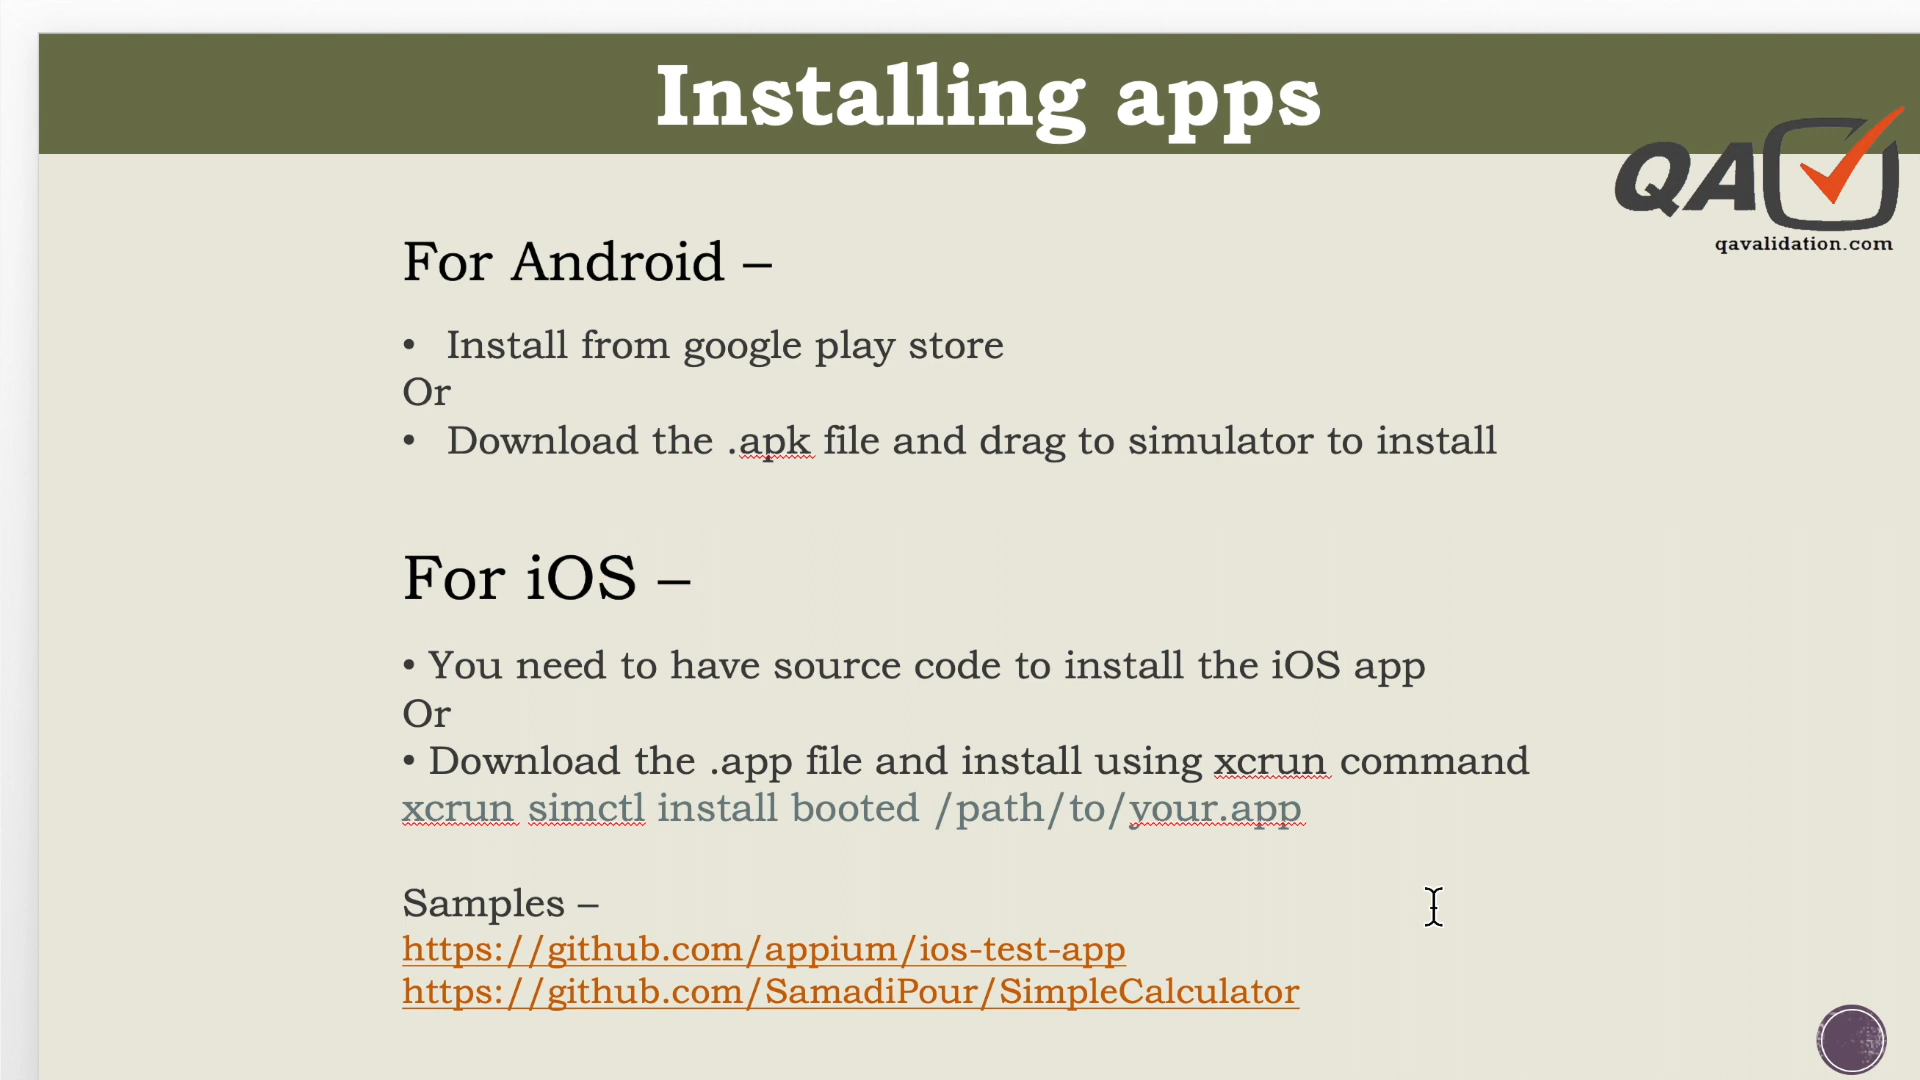 Installing apps
QA
qavalidation.com
For Android –
• Install from google play store
Or
• Download the .apk file and drag to simulator to install
For iOS –
• You need to have source code to install the iOS app
Or
• Download the .app file and install using xcrun command
xcrun simctl install booted /path/to/your.app
Samples –
https://github.com/appium/ios-test-app
https://github.com/SamadiPour/SimpleCalculator